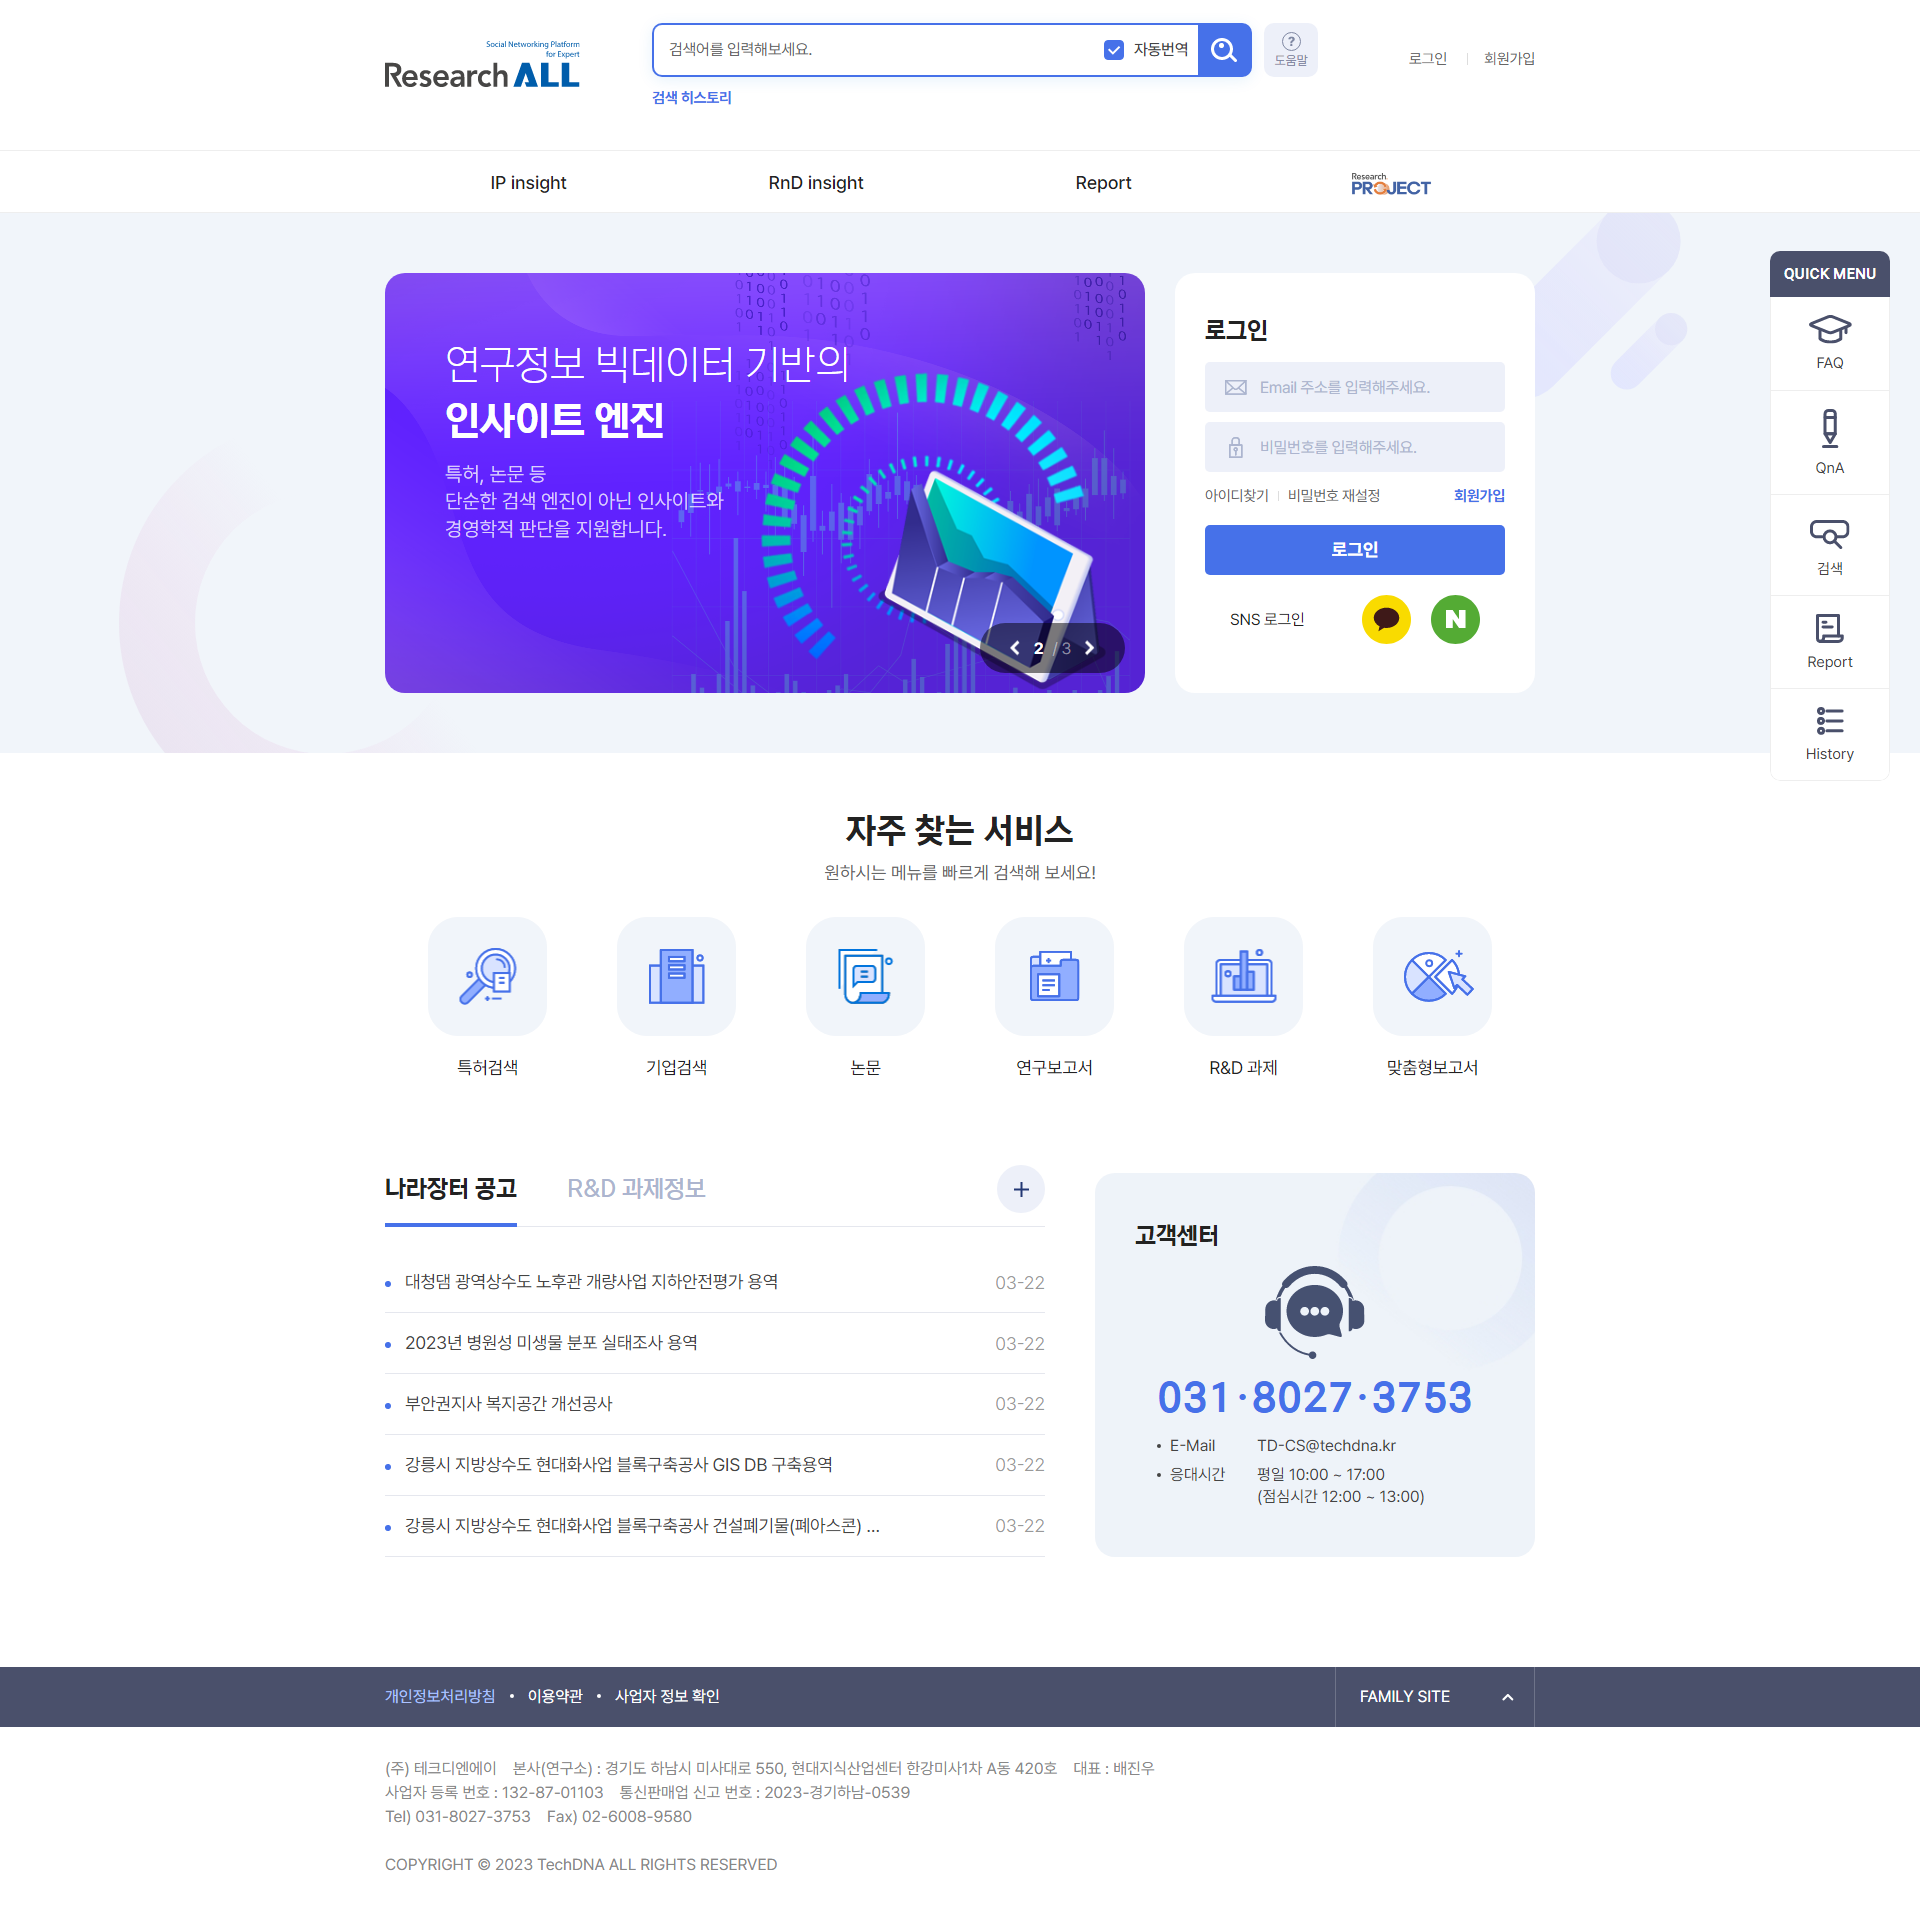 Social Networking Platform
for Expert
Research ALL
검색어를 입력해보세요.
자동번역
도움말
로그인
회원가입
검색 히스토리
IP insight
RnD insight
Report
Research.
PROJECT
연구정보 빅데이터 기반의
인사이트 엔진
특허, 논문 등
단순한 검색 엔진이 아닌 인사이트와
경영학적 판단을 지원합니다.
2 / 3
로그인
Email 주소를 입력해주세요.
비밀번호를 입력해주세요.
아이디찾기
비밀번호 재설정
회원가입
로그인
SNS 로그인
N
QUICK MENU
FAQ
QnA
검색
Report
History
자주 찾는 서비스
원하시는 메뉴를 빠르게 검색해 보세요!
특허검색
기업검색
논문
연구보고서
R&D 과제
맞춤형보고서
나라장터 공고
R&D 과제정보
대청댐 광역상수도 노후관 개량사업 지하안전평가 용역 03-22
2023년 병원성 미생물 분포 실태조사 용역 03-22
부안권지사 복지공간 개선공사 03-22
강릉시 지방상수도 현대화사업 블록구축공사 GIS DB 구축용역 03-22
강릉시 지방상수도 현대화사업 블록구축공사 건설폐기물(폐아스콘) ... 03-22
고객센터
031·8027·3753
• E-Mail TD-CS@techdna.kr
• 응대시간 평일 10:00 ~ 17:00
(점심시간 12:00 ~ 13:00)
개인정보처리방침 • 이용약관 • 사업자 정보 확인
FAMILY SITE
(주) 테크디엔에이 본사(연구소) : 경기도 하남시 미사대로 550, 현대지식산업센터 한강미사1차 A동 420호 대표 : 배진우
사업자 등록 번호 : 132-87-01103 통신판매업 신고 번호 : 2023-경기하남-0539
Tel) 031-8027-3753 Fax) 02-6008-9580
COPYRIGHT © 2023 TechDNA ALL RIGHTS RESERVED